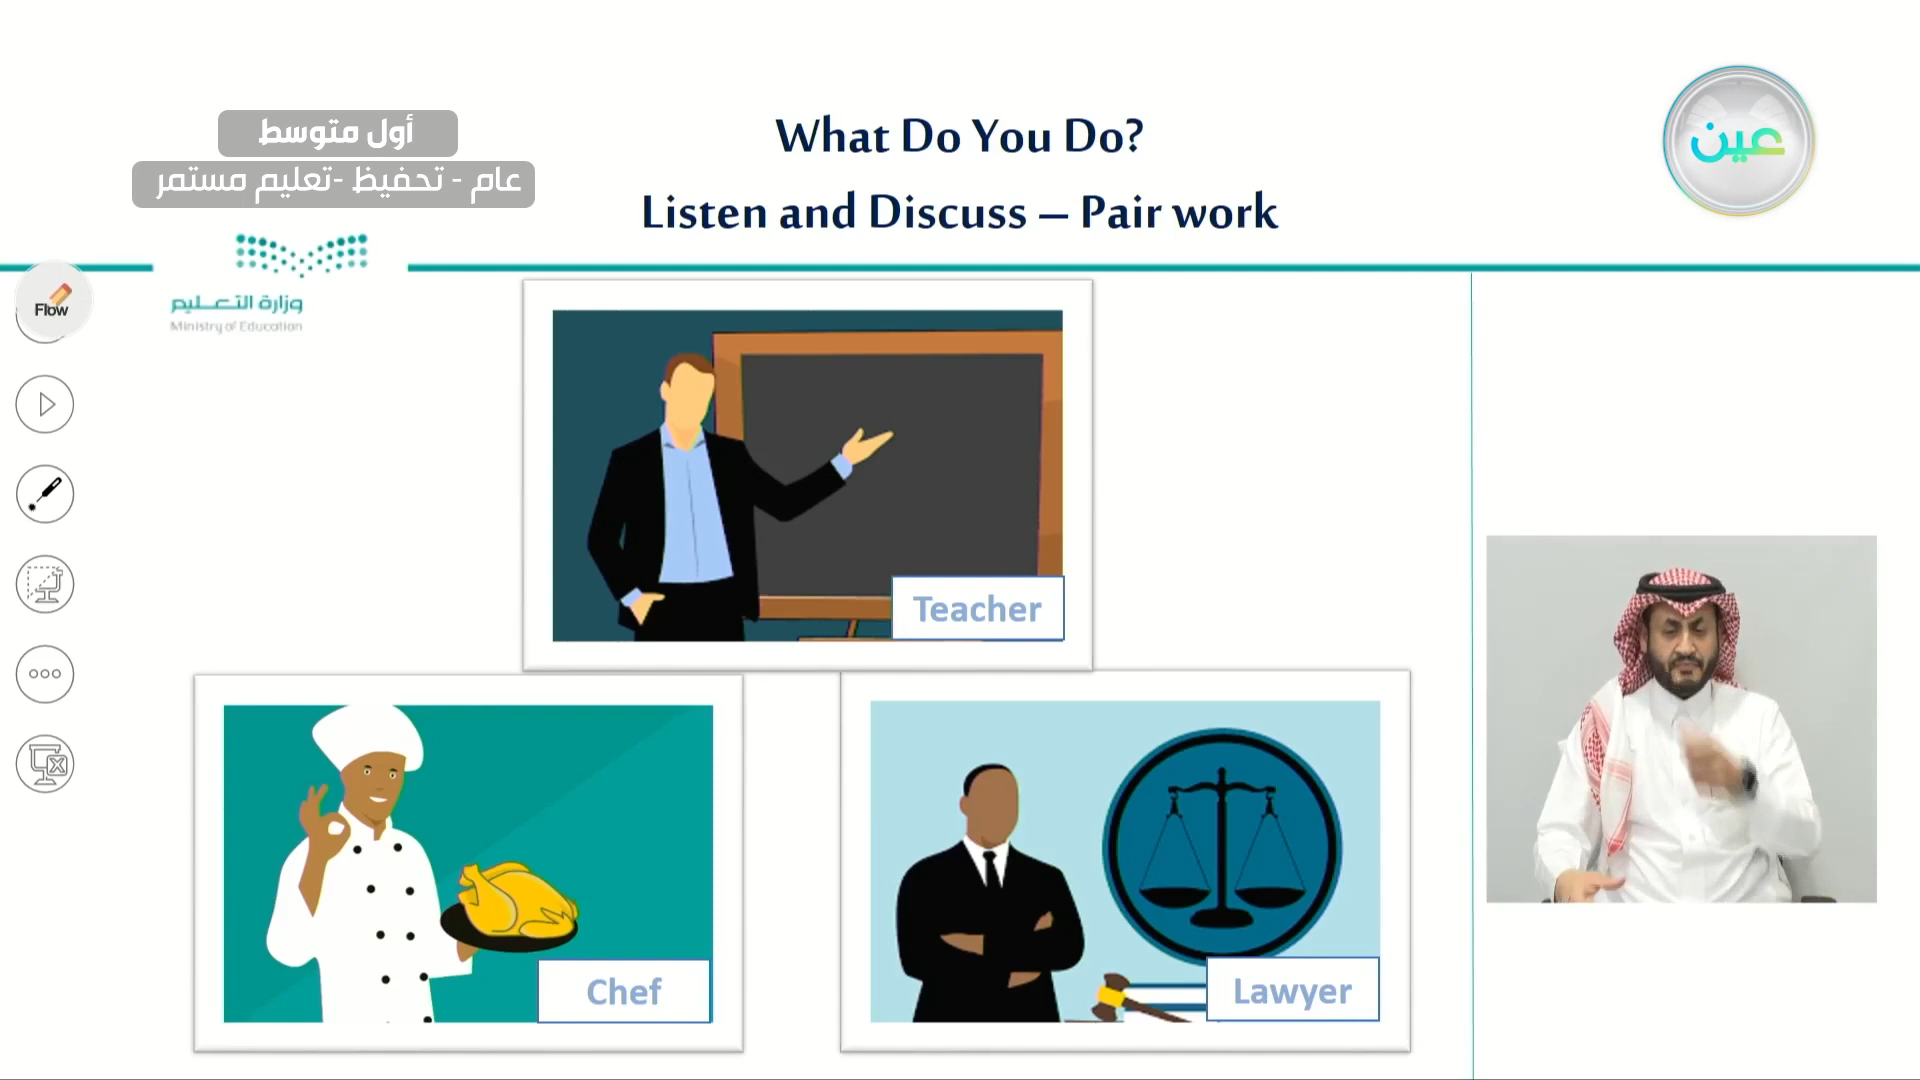 أول متوسط
عام - تحفيظ -تعليم مستمر
What Do You Do?
Listen and Discuss – Pair work
عين
Flow
وزارة التعليم
Ministry of Education
Teacher
Chef
Lawyer